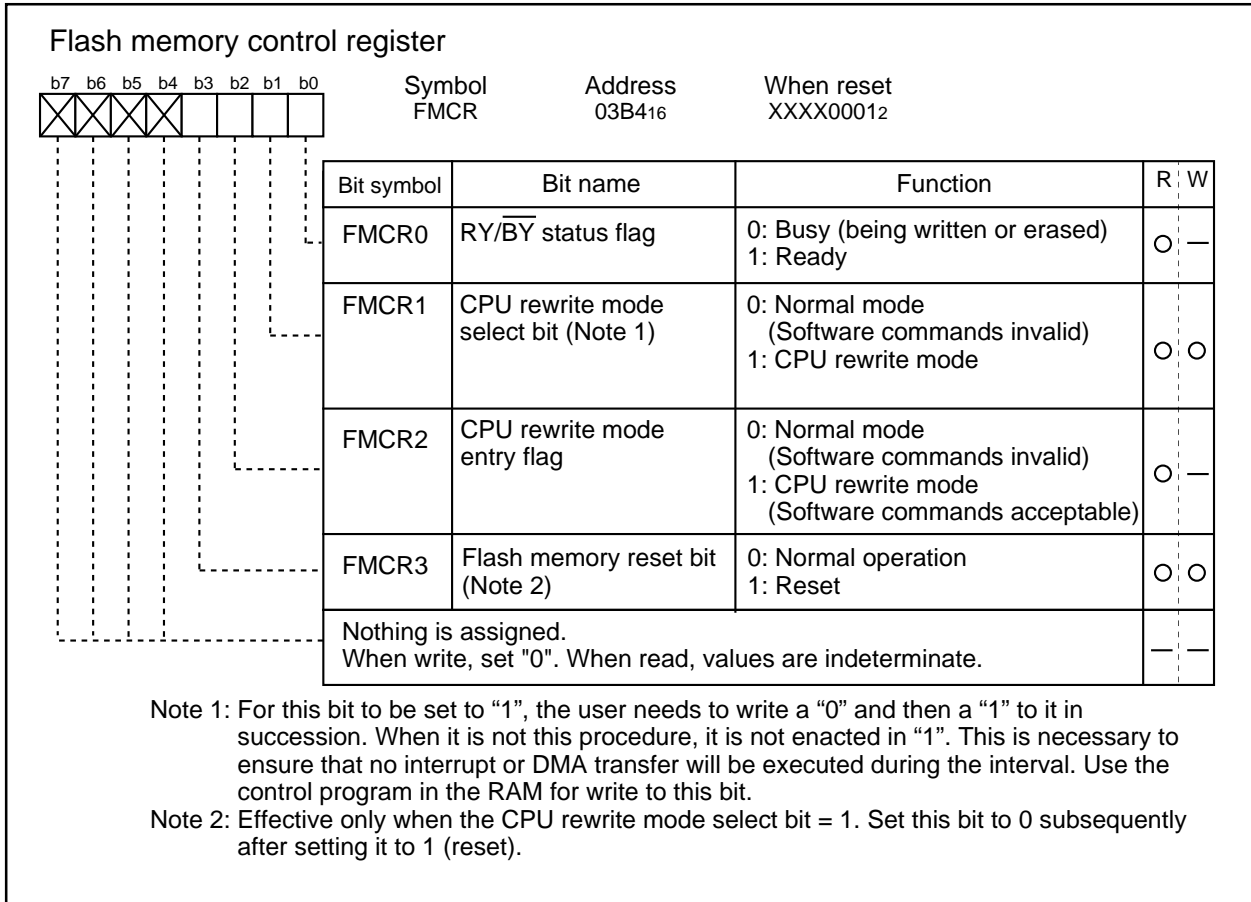 Flash memory control register
b7 b6 b5 b4 b3 b2 b1 b0
Symbol Address When reset
FMCR 03B416 XXXX00012
Bit symbol Bit name Function R W
FMCR0 RY/B̅Y̅ status flag 0: Busy (being written or erased)
1: Ready
FMCR1 CPU rewrite mode 0: Normal mode
select bit (Note 1) (Software commands invalid)
1: CPU rewrite mode
FMCR2 CPU rewrite mode 0: Normal mode
entry flag (Software commands invalid)
1: CPU rewrite mode
(Software commands acceptable)
FMCR3 Flash memory reset bit 0: Normal operation
(Note 2) 1: Reset
Nothing is assigned.
When write, set "0". When read, values are indeterminate.
Note 1: For this bit to be set to “1”, the user needs to write a “0” and then a “1” to it in
succession. When it is not this procedure, it is not enacted in “1”. This is necessary to
ensure that no interrupt or DMA transfer will be executed during the interval. Use the
control program in the RAM for write to this bit.
Note 2: Effective only when the CPU rewrite mode select bit = 1. Set this bit to 0 subsequently
after setting it to 1 (reset).